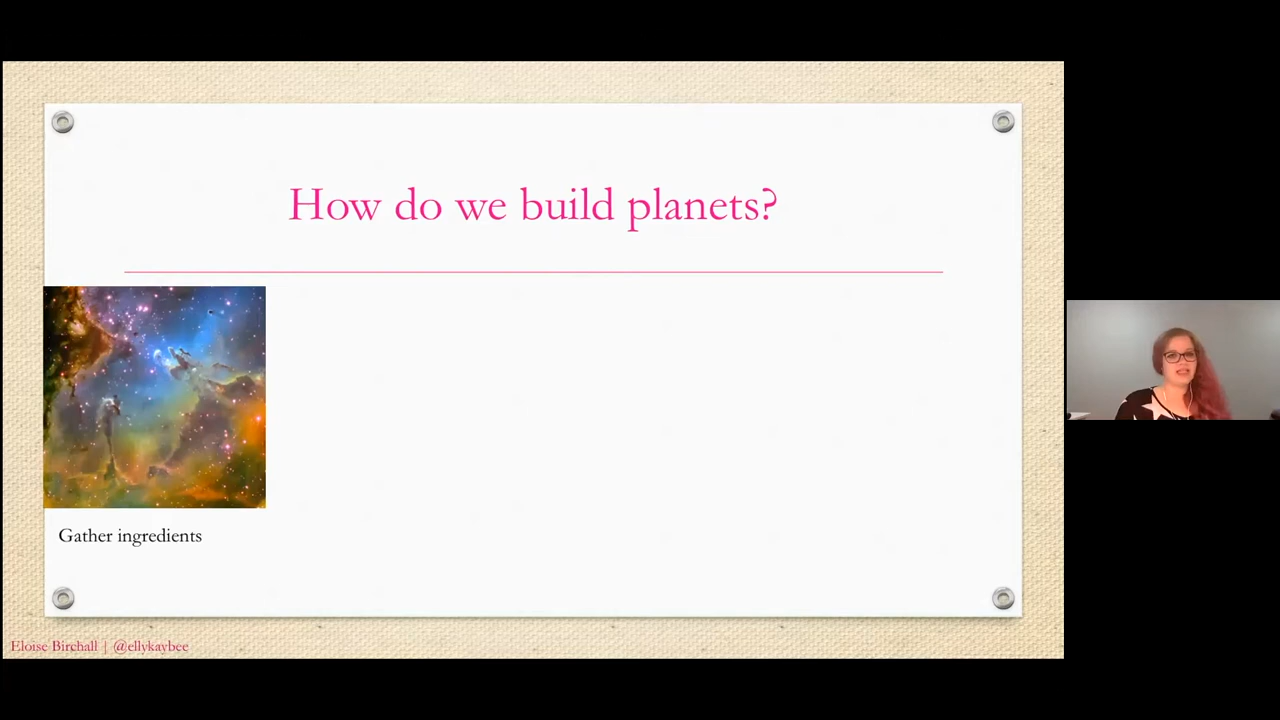 How do we build planets?
Gather ingredients
Eloise Birchall | @ellykaybee